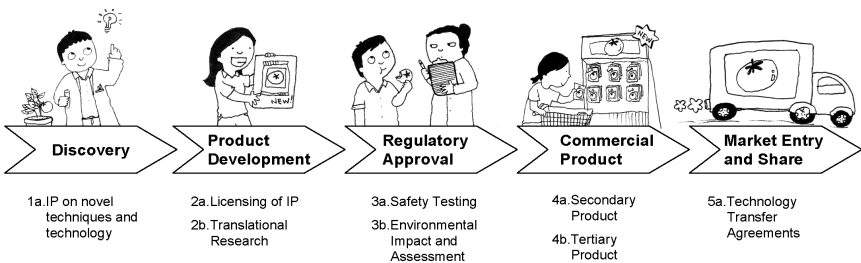 NEW!
NEW
Discovery
Product
Development
Regulatory
Approval
Commercial
Product
Market Entry
and Share
1a.IP on novel
techniques and
technology
2a.Licensing of IP
2b.Translational
Research
3a.Safety Testing
3b.Environmental
Impact and
Assessment
4a.Secondary
Product
4b.Tertiary
Product
5a.Technology
Transfer
Agreements